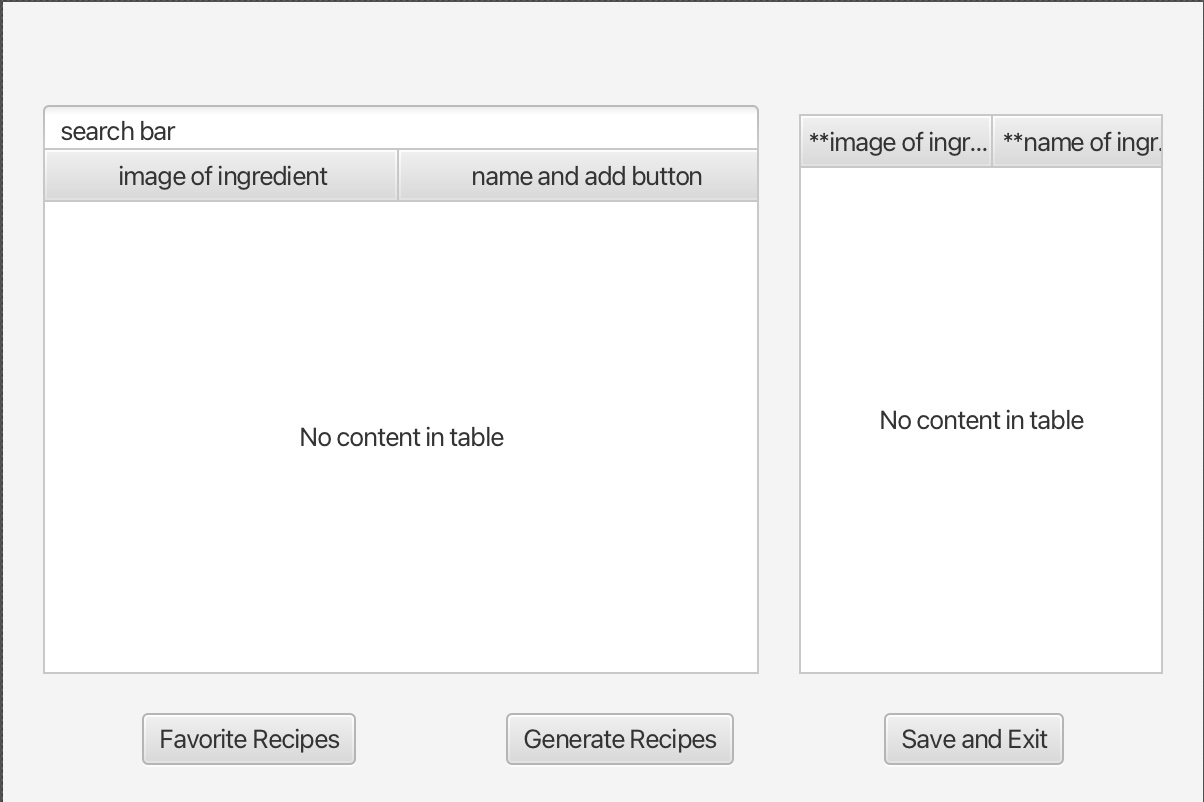 search bar
image of ingredient
name and add button
No content in table
**image of ingr...
**name of ingr.
No content in table
Favorite Recipes
Generate Recipes
Save and Exit